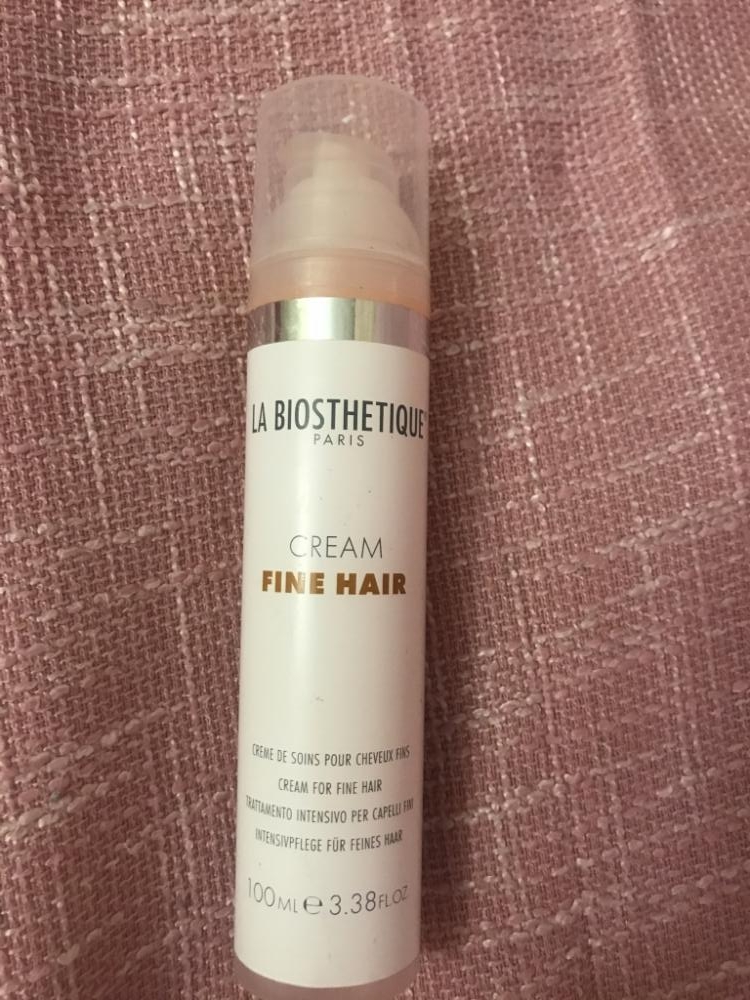 LA BIOSTHETIQUE
PARIS
CREAM
FINE HAIR
CRÈME DE SOINS POUR CHEVEUX FINS
CREAM FOR FINE HAIR
TRATTAMENTO INTENSIVO PER CAPELLI FINI
INTENSIVPFLEGE FÜR FEINES HAAR
100ML ℮ 3.38FL.OZ.